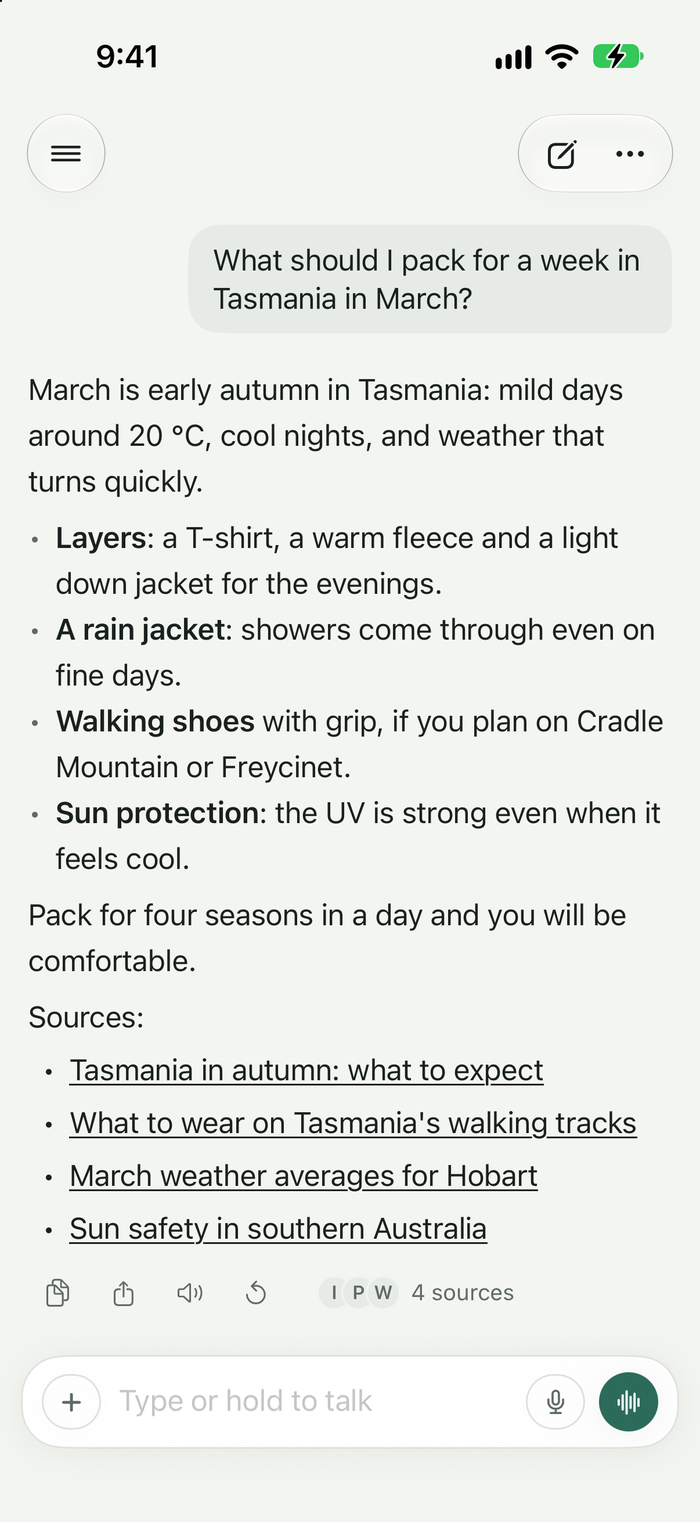 9:41
What should I pack for a week in
Tasmania in March?
March is early autumn in Tasmania: mild days
around 20 °C, cool nights, and weather that
turns quickly.
• Layers: a T-shirt, a warm fleece and a light
down jacket for the evenings.
• A rain jacket: showers come through even on
fine days.
• Walking shoes with grip, if you plan on Cradle
Mountain or Freycinet.
• Sun protection: the UV is strong even when it
feels cool.
Pack for four seasons in a day and you will be
comfortable.
Sources:
• Tasmania in autumn: what to expect
• What to wear on Tasmania's walking tracks
• March weather averages for Hobart
• Sun safety in southern Australia
I P W 4 sources
Type or hold to talk